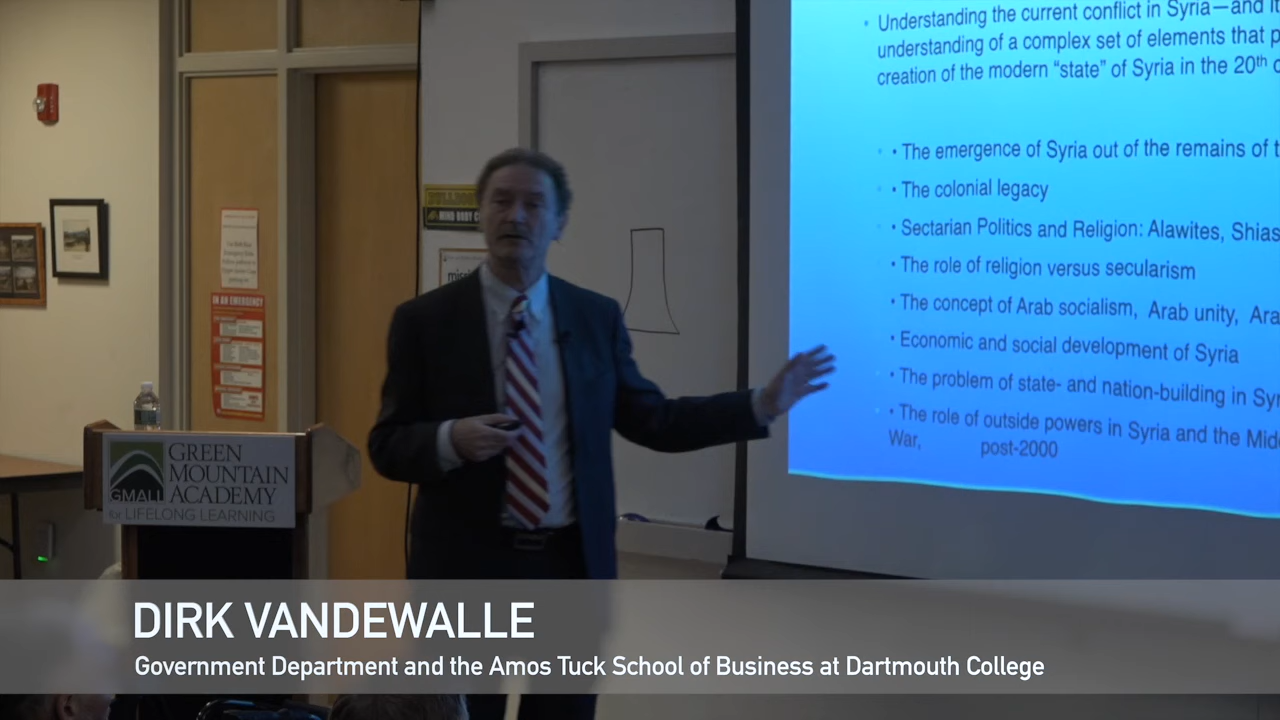 Understanding the current conflict in Syria—and
understanding of a complex set of elements that
creation of the modern "state" of Syria in the 20th
• The emergence of Syria out of the remains of
• The colonial legacy
• Sectarian Politics and Religion: Alawites, Shias
• The role of religion versus secularism
• The concept of Arab socialism, Arab unity,
• Economic and social development of Syria
• The problem of state- and nation-building in
• The role of outside powers in Syria and the
War, post-2000
BULLDOG
MIND BODY
IN AN EMERGENCY
GREEN
MOUNTAIN
GMALL ACADEMY
for LIFELONG LEARNING
DIRK VANDEWALLE
Government Department and the Amos Tuck School of Business at Dartmouth College